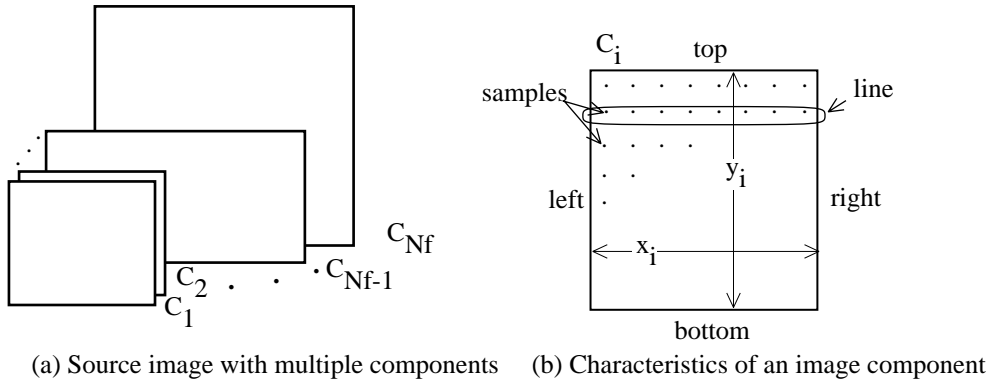 C_Nf
C_Nf-1
C_2
C_1
(a) Source image with multiple components
C_i
top
samples
line
y_i
left
right
x_i
bottom
(b) Characteristics of an image component